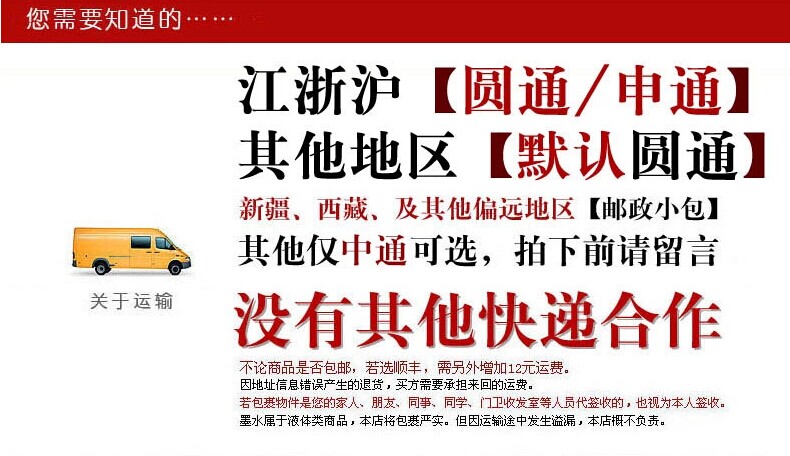 您需要知道的……
江浙沪【圆通/申通】
其他地区【默认圆通】
新疆、西藏、及其他偏远地区【邮政小包】
其他仅中通可选，拍下前请留言
关于运输
没有其他快递合作
不论商品是否包邮，若选顺丰，需另外增加12元运费。
因地址信息错误产生的退货，买方需要承担来回的运费。
若包裹物件是您的家人、朋友、同事、同学、门卫收发室等人员代签收的，也视为本人签收。
墨水属于液体类商品，本店将包裹严实。但因运输途中发生溢漏，本店概不负责。